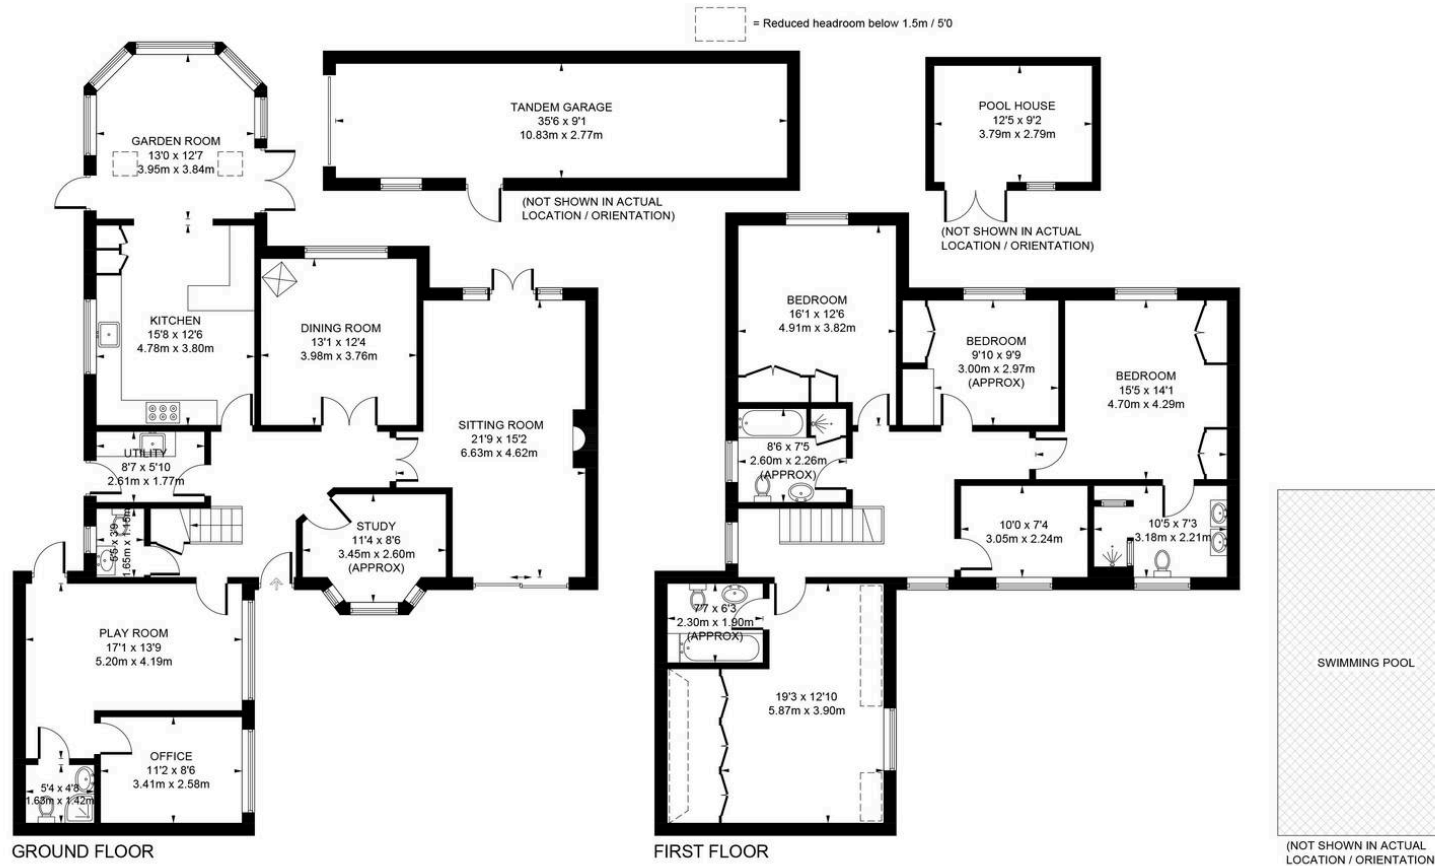 = Reduced headroom below 1.5m / 5'0
TANDEM GARAGE
35'6 x 9'1
10.83m x 2.77m
(NOT SHOWN IN ACTUAL
LOCATION / ORIENTATION)
POOL HOUSE
12'5 x 9'2
3.79m x 2.79m
(NOT SHOWN IN ACTUAL
LOCATION / ORIENTATION)
GARDEN ROOM
13'0 x 12'7
3.95m x 3.84m
KITCHEN
15'8 x 12'6
4.78m x 3.80m
DINING ROOM
13'1 x 12'4
3.98m x 3.76m
SITTING ROOM
21'9 x 15'2
6.63m x 4.62m
UTILITY
8'7 x 5'10
2.61m x 1.77m
5'5 x 3'9
1.65m x 1.15m
STUDY
11'4 x 8'6
3.45m x 2.60m
(APPROX)
PLAY ROOM
17'1 x 13'9
5.20m x 4.19m
OFFICE
11'2 x 8'6
3.41m x 2.58m
5'4 x 4'8
1.63m x 1.42m
GROUND FLOOR
BEDROOM
16'1 x 12'6
4.91m x 3.82m
BEDROOM
9'10 x 9'9
3.00m x 2.97m
(APPROX)
BEDROOM
15'5 x 14'1
4.70m x 4.29m
8'6 x 7'5
2.60m x 2.26m
(APPROX)
10'0 x 7'4
3.05m x 2.24m
10'5 x 7'3
3.18m x 2.21m
7'7 x 6'3
2.30m x 1.90m
(APPROX)
19'3 x 12'10
5.87m x 3.90m
FIRST FLOOR
SWIMMING POOL
(NOT SHOWN IN ACTUAL
LOCATION / ORIENTATION